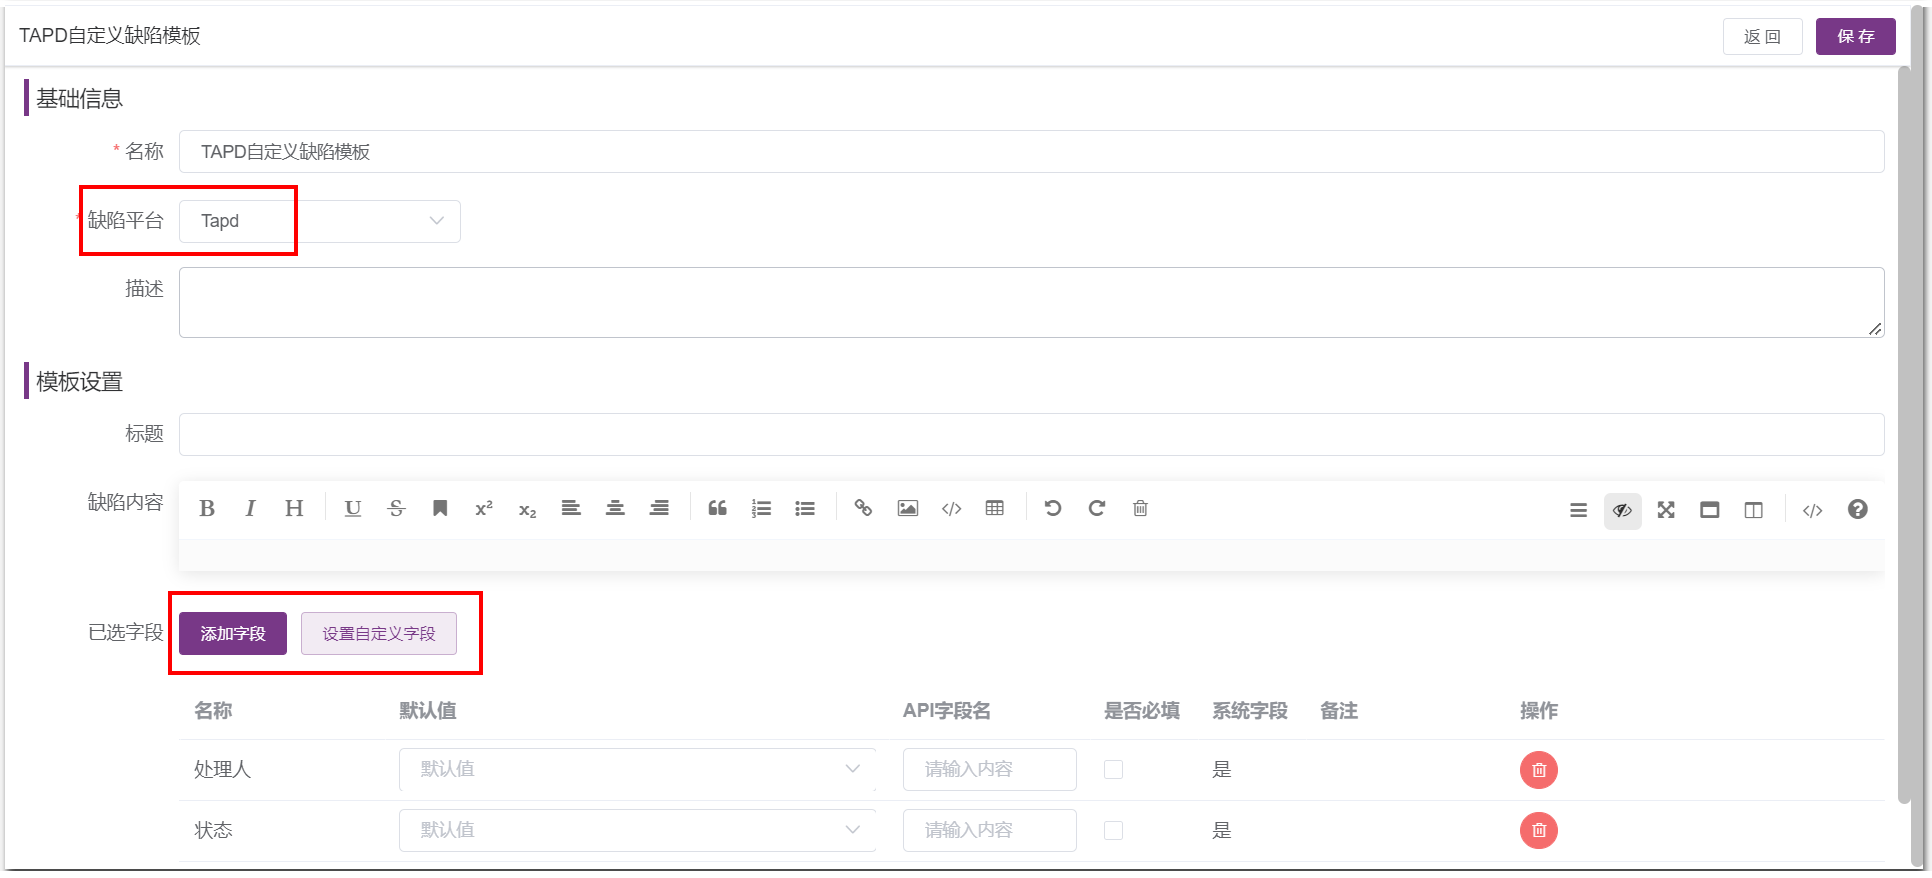 TAPD自定义缺陷模板
返 回 保 存
基础信息
* 名称 TAPD自定义缺陷模板
* 缺陷平台 Tapd
描述
模板设置
标题
缺陷内容 B I H U S x² x₂
已选字段 添加字段 设置自定义字段
名称 默认值 API字段名 是否必填 系统字段 备注 操作
处理人 默认值 请输入内容 是
状态 默认值 请输入内容 是